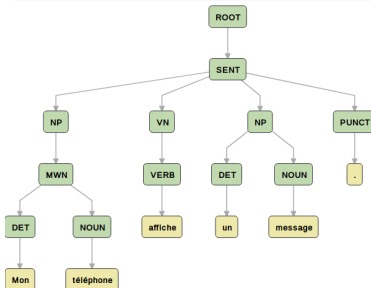 ROOT
SENT
NP VN NP PUNCT
MWN VERB DET NOUN .
DET NOUN affiche un message
Mon téléphone